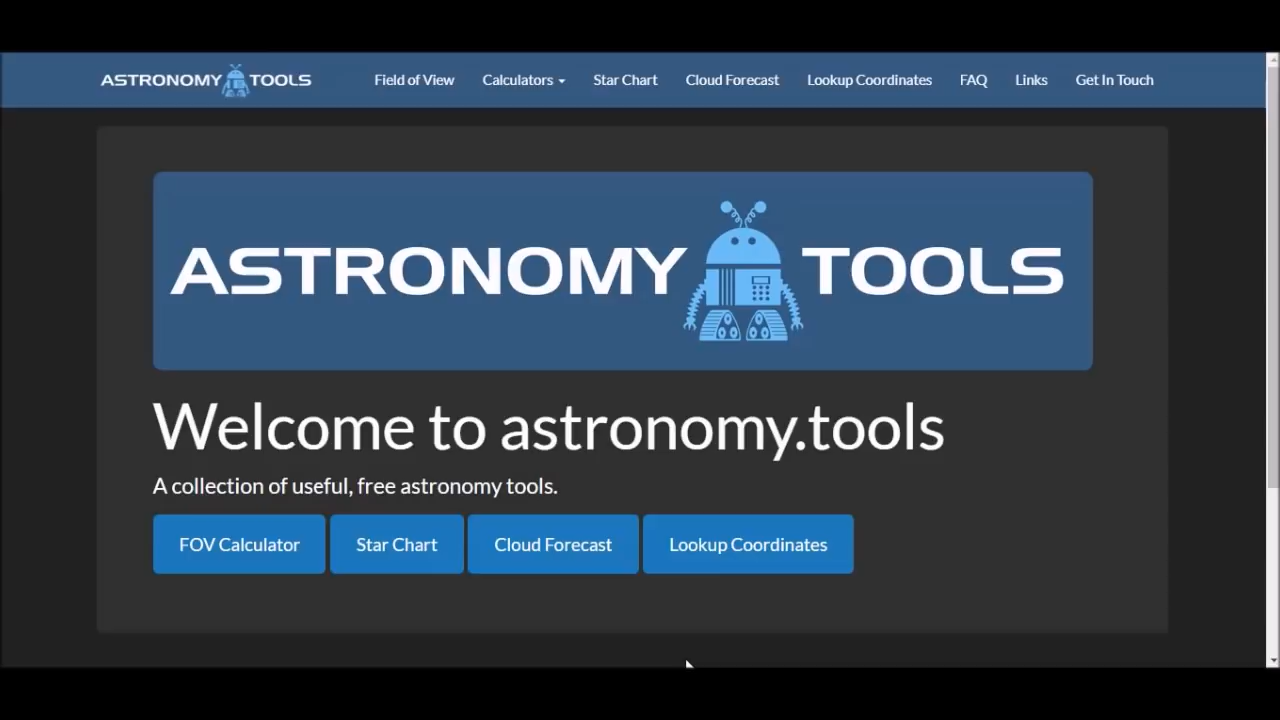 ASTRONOMY TOOLS Field of View Calculators Star Chart Cloud Forecast Lookup Coordinates FAQ Links Get In Touch
ASTRONOMY TOOLS
Welcome to astronomy.tools
A collection of useful, free astronomy tools.
FOV Calculator Star Chart Cloud Forecast Lookup Coordinates